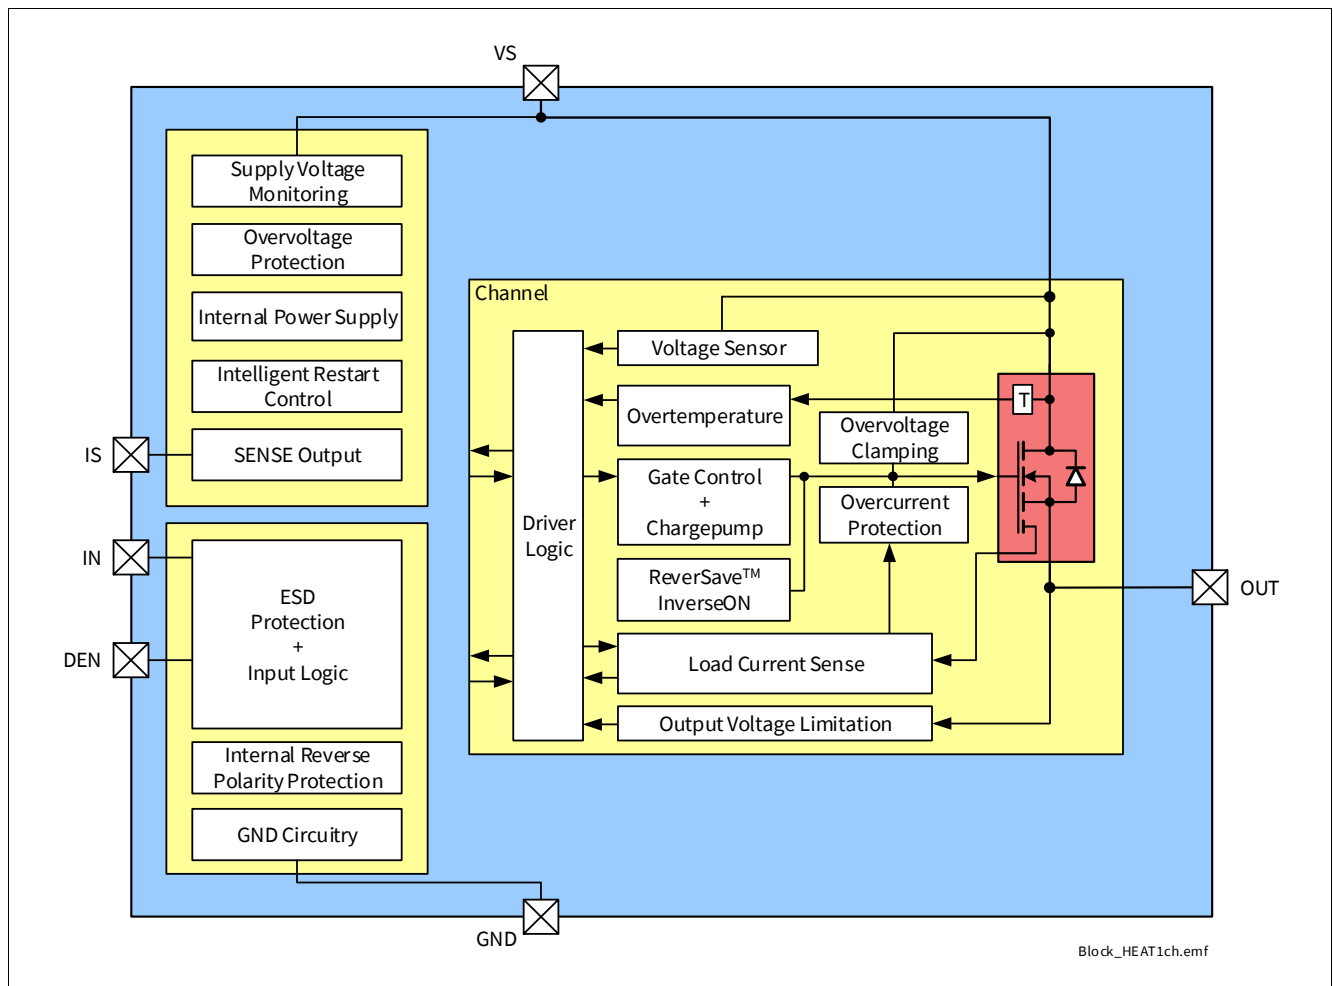 VS
Supply Voltage
Monitoring
Overvoltage
Protection
Internal Power Supply
Intelligent Restart
Control
SENSE Output
IS
IN
DEN
ESD
Protection
+
Input Logic
Internal Reverse
Polarity Protection
GND Circuitry
GND
Channel
Driver
Logic
Voltage Sensor
Overtemperature
T
Overvoltage
Clamping
Gate Control
+
Chargepump
Overcurrent
Protection
ReverSave™
InverseON
Load Current Sense
Output Voltage Limitation
OUT
Block_HEAT1ch.emf